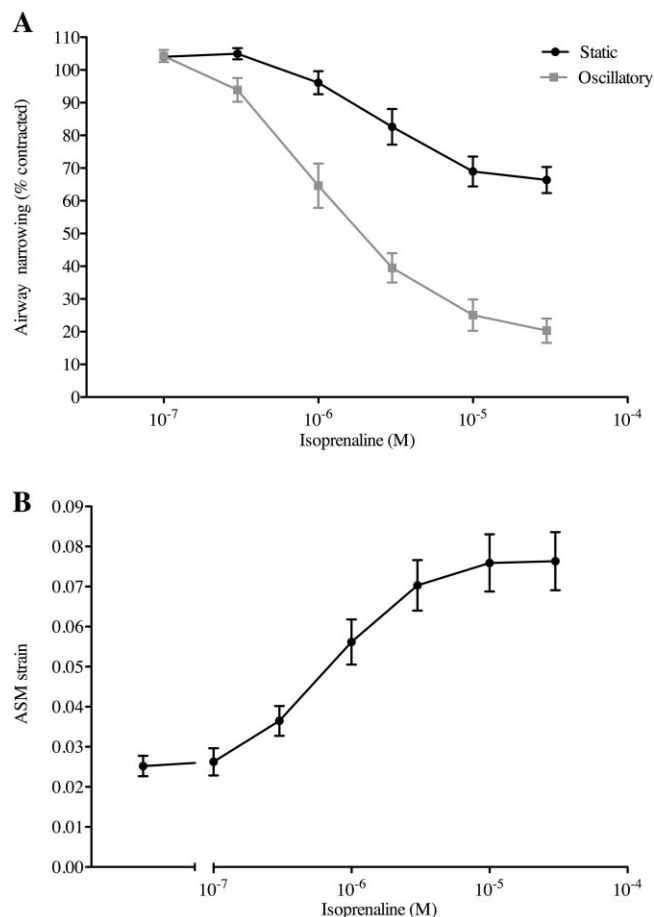 A
110
100
90
80
70
60
50
40
30
20
10
0
Airway narrowing (% contracted)
Static
Oscillatory
10⁻⁷ 10⁻⁶ 10⁻⁵ 10⁻⁴
Isoprenaline (M)
B
0.09
0.08
0.07
0.06
0.05
0.04
0.03
0.02
0.01
0.00
ASM strain
10⁻⁷ 10⁻⁶ 10⁻⁵ 10⁻⁴
Isoprenaline (M)